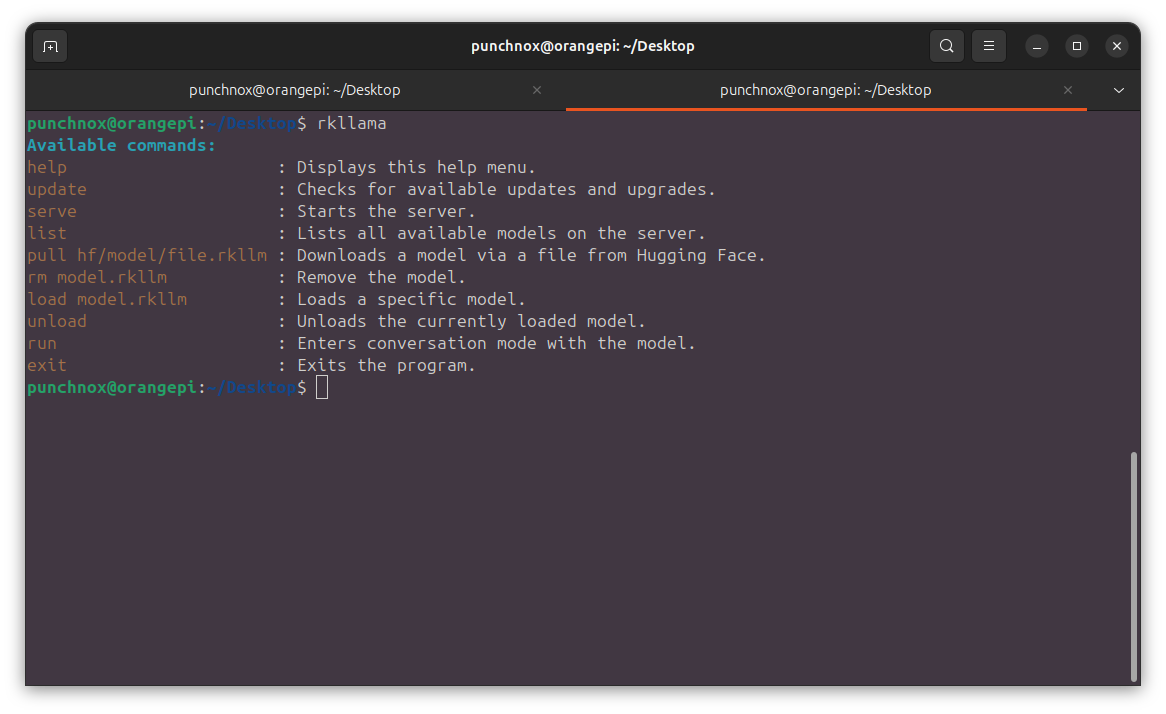 punchnox@orangepi: ~/Desktop
punchnox@orangepi: ~/Desktop × punchnox@orangepi: ~/Desktop ×
punchnox@orangepi:~/Desktop$ rkllama
Available commands:
help : Displays this help menu.
update : Checks for available updates and upgrades.
serve : Starts the server.
list : Lists all available models on the server.
pull hf/model/file.rkllm : Downloads a model via a file from Hugging Face.
rm model.rkllm : Remove the model.
load model.rkllm : Loads a specific model.
unload : Unloads the currently loaded model.
run : Enters conversation mode with the model.
exit : Exits the program.
punchnox@orangepi:~/Desktop$